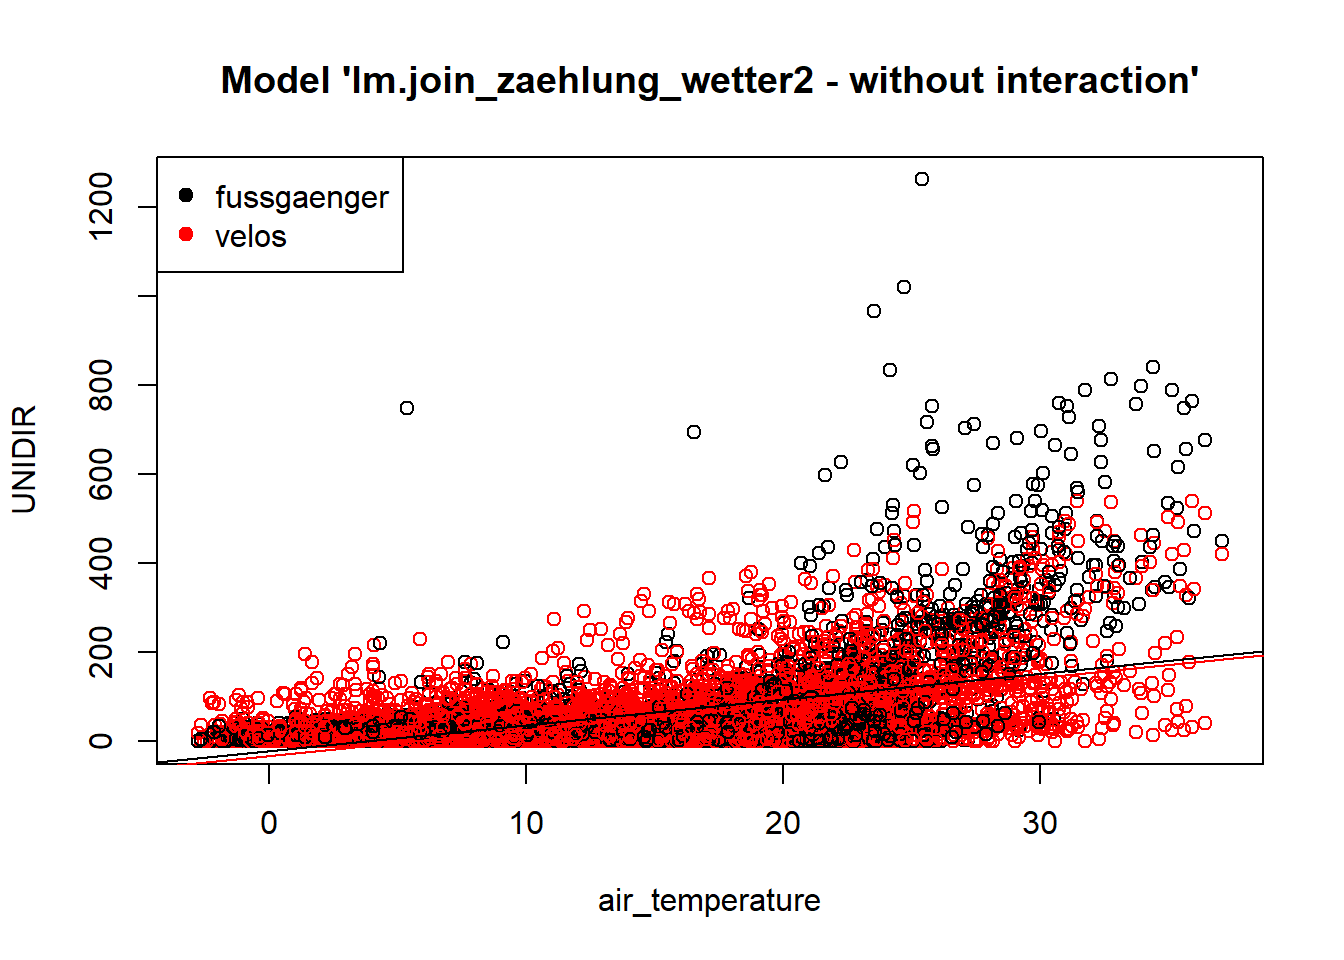 Model 'lm.join_zaehlung_wetter2 - without interaction'
fussgaenger
velos
UNIDIR
1200
800
600
400
200
0
0 10 20 30
air_temperature